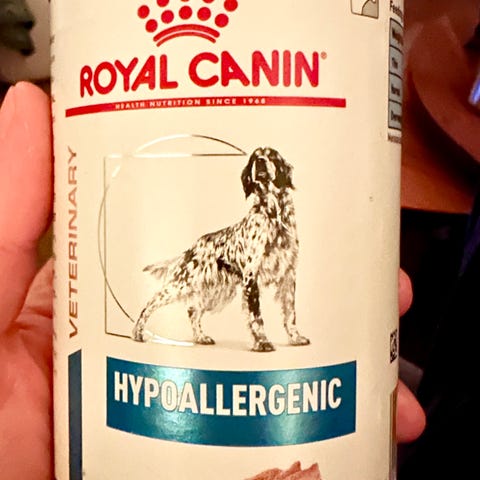 ROYAL CANIN®
HEALTH NUTRITION SINCE 1968
VETERINARY
HYPOALLERGENIC